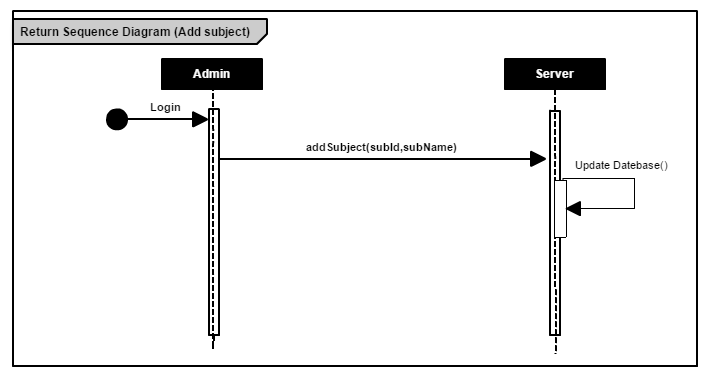 Return Sequence Diagram (Add subject)
Admin
Server
Login
addSubject(subId,subName)
Update Datebase()